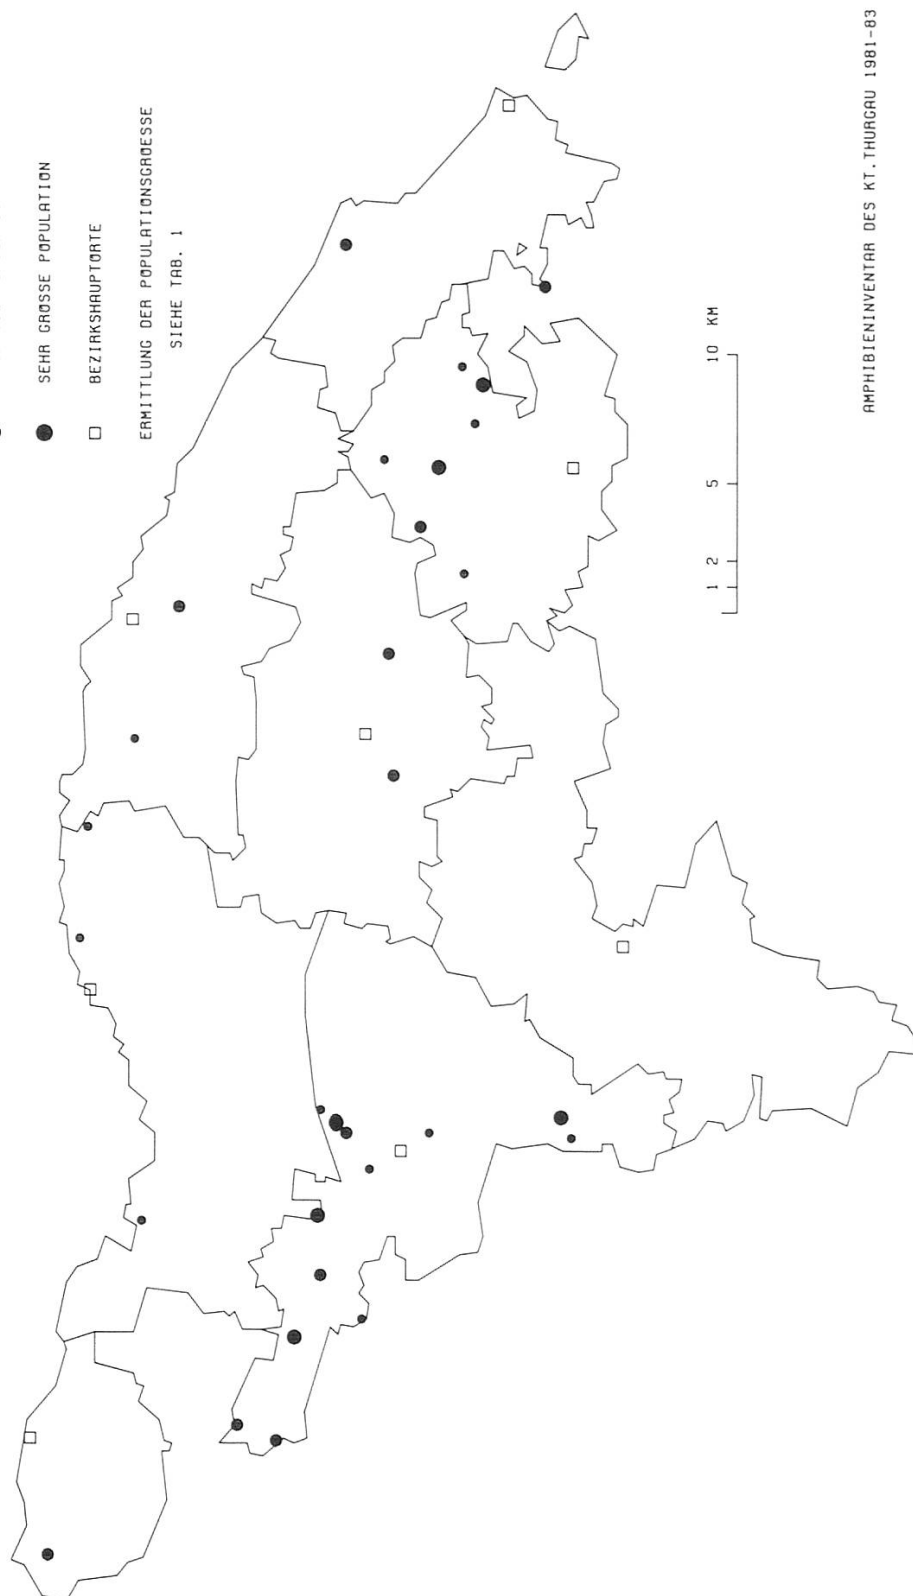 SEHR GROSSE POPULATION
BEZIRKSHAUPTORTE
ERMITTLUNG DER POPULATIONSGROESSE
SIEHE TAB. 1
1 2 5 10 KM
AMPHIBIENINVENTAR DES KT.THURGAU 1981-83